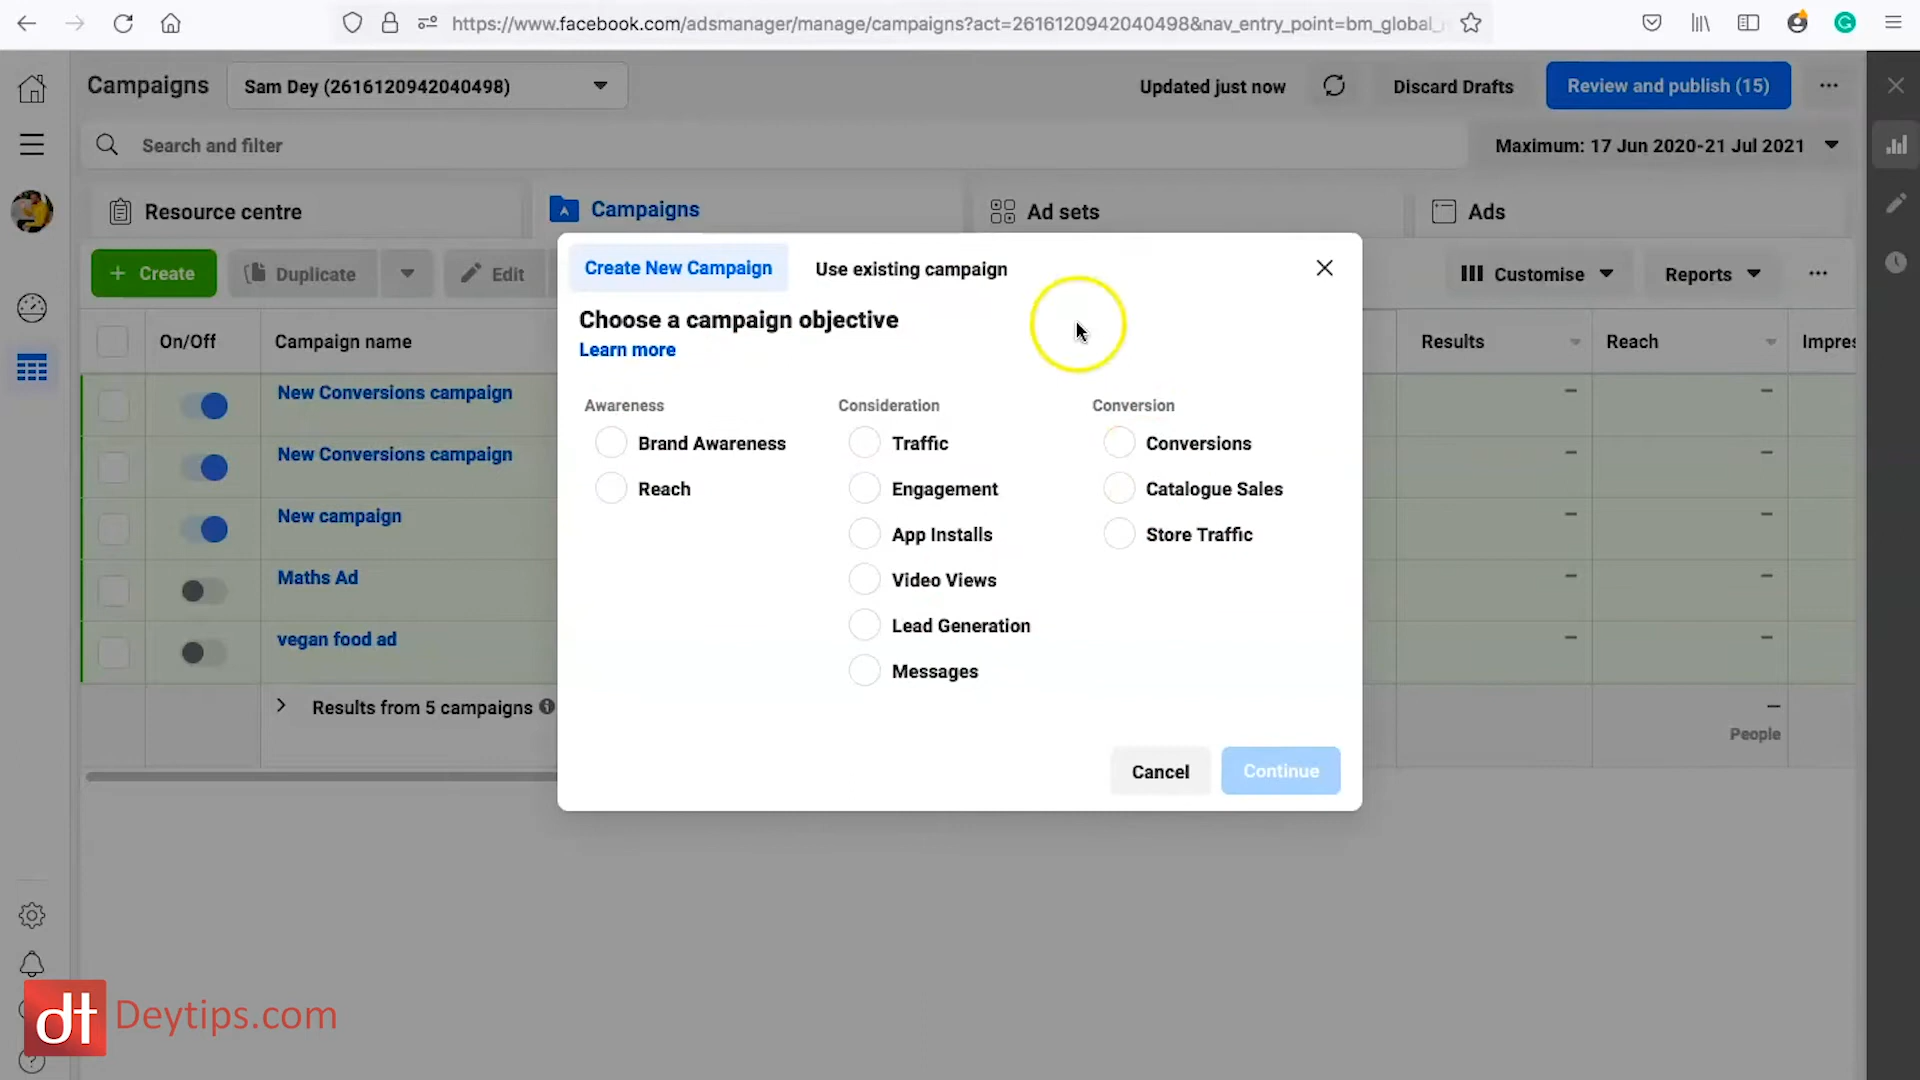 https://www.facebook.com/adsmanager/manage/campaigns?act=2616120942040498&nav_entry_point=bm_global_
Campaigns
Sam Dey (2616120942040498)
Updated just now
Discard Drafts
Review and publish (15)
Search and filter
Maximum: 17 Jun 2020-21 Jul 2021
Resource centre
Campaigns
Ad sets
Ads
+ Create
Duplicate
Edit
Customise
Reports
On/Off
Campaign name
Results
Reach
Impres
New Conversions campaign
New Conversions campaign
New campaign
Maths Ad
vegan food ad
Results from 5 campaigns
People
Create New Campaign
Use existing campaign
Choose a campaign objective
Learn more
Awareness
Brand Awareness
Reach
Consideration
Traffic
Engagement
App Installs
Video Views
Lead Generation
Messages
Conversion
Conversions
Catalogue Sales
Store Traffic
Cancel
Continue
dt
Deytips.com